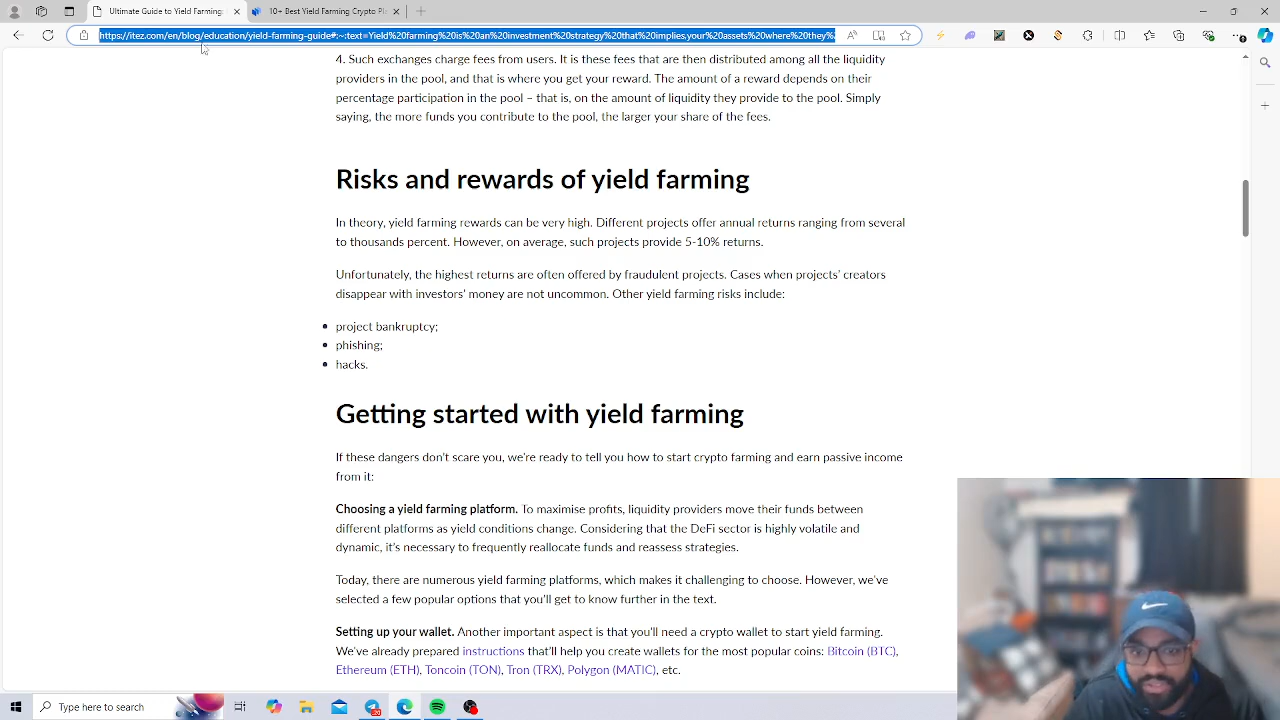 Ultimate Guide to Yield Farming:
10+ Best Yield Farming Crypto Pla
https://itez.com/en/blog/education/yield-farming-guide#:~:text=Yield%20farming%20is%20an%20investment%20strategy%20that%20implies,your%20assets%20where%20they%
4. Such exchanges charge fees from users. It is these fees that are then distributed among all the liquidity
providers in the pool, and that is where you get your reward. The amount of a reward depends on their
percentage participation in the pool – that is, on the amount of liquidity they provide to the pool. Simply
saying, the more funds you contribute to the pool, the larger your share of the fees.
Risks and rewards of yield farming
In theory, yield farming rewards can be very high. Different projects offer annual returns ranging from several
to thousands percent. However, on average, such projects provide 5-10% returns.
Unfortunately, the highest returns are often offered by fraudulent projects. Cases when projects' creators
disappear with investors' money are not uncommon. Other yield farming risks include:
project bankruptcy;
phishing;
hacks.
Getting started with yield farming
If these dangers don't scare you, we're ready to tell you how to start crypto farming and earn passive income
from it:
Choosing a yield farming platform. To maximise profits, liquidity providers move their funds between
different platforms as yield conditions change. Considering that the DeFi sector is highly volatile and
dynamic, it's necessary to frequently reallocate funds and reassess strategies.
Today, there are numerous yield farming platforms, which makes it challenging to choose. However, we've
selected a few popular options that you'll get to know further in the text.
Setting up your wallet. Another important aspect is that you'll need a crypto wallet to start yield farming.
We've already prepared instructions that'll help you create wallets for the most popular coins: Bitcoin (BTC),
Ethereum (ETH), Toncoin (TON), Tron (TRX), Polygon (MATIC), etc.
Type here to search